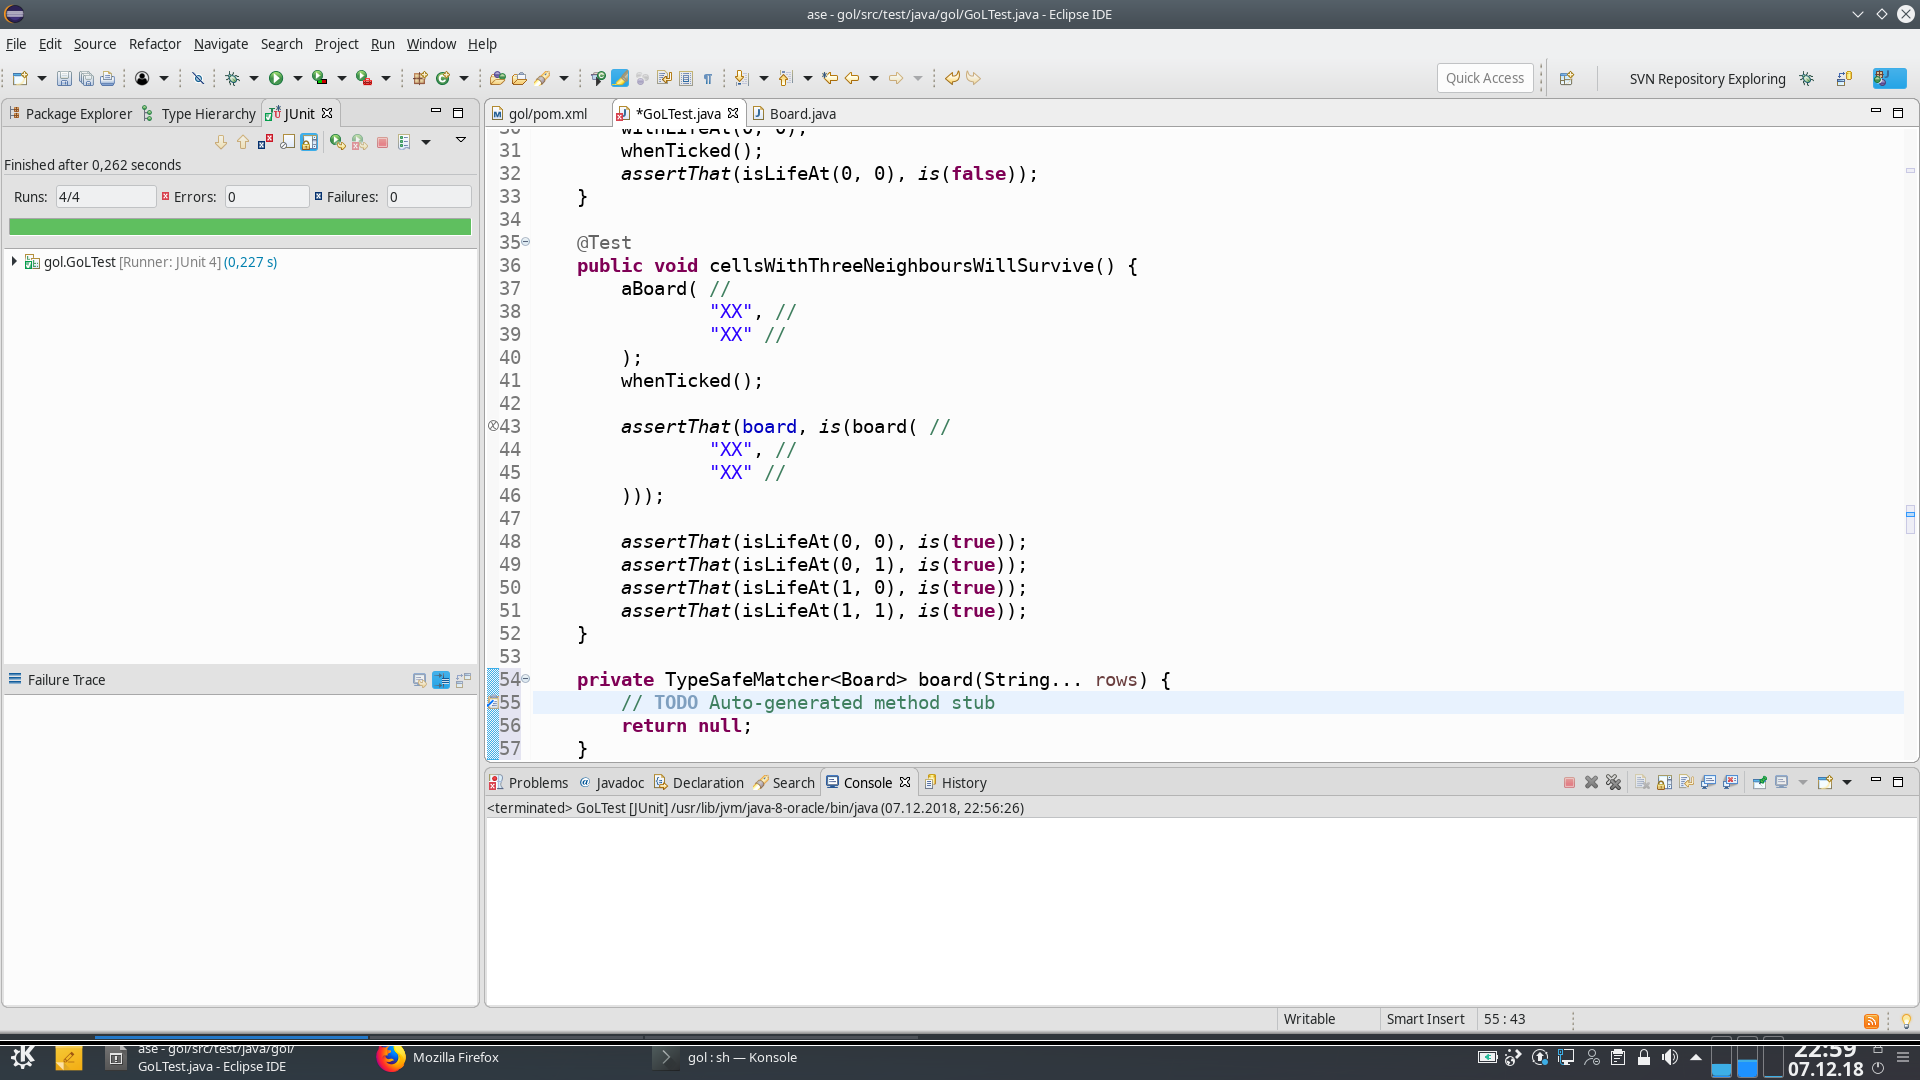 ase - gol/src/test/java/gol/GoLTest.java - Eclipse IDE
File Edit Source Refactor Navigate Search Project Run Window Help
Quick Access
SVN Repository Exploring
Package Explorer Type Hierarchy JUnit
Finished after 0,262 seconds
Runs: 4/4 Errors: 0 Failures: 0
gol.GoLTest [Runner: JUnit 4] (0,227 s)
Failure Trace
gol/pom.xml *GoLTest.java Board.java
30 withLifeAt(0, 0);
31 whenTicked();
32 assertThat(isLifeAt(0, 0), is(false));
33 }
34
35 @Test
36 public void cellsWithThreeNeighboursWillSurvive() {
37 aBoard( //
38 "XX", //
39 "XX" //
40 );
41 whenTicked();
42
43 assertThat(board, is(board( //
44 "XX", //
45 "XX" //
46 )));
47
48 assertThat(isLifeAt(0, 0), is(true));
49 assertThat(isLifeAt(0, 1), is(true));
50 assertThat(isLifeAt(1, 0), is(true));
51 assertThat(isLifeAt(1, 1), is(true));
52 }
53
54 private TypeSafeMatcher<Board> board(String... rows) {
55 // TODO Auto-generated method stub
56 return null;
57 }
Problems Javadoc Declaration Search Console History
<terminated> GoLTest [JUnit] /usr/lib/jvm/java-8-oracle/bin/java (07.12.2018, 22:56:26)
Writable Smart Insert 55 : 43
ase - gol/src/test/java/gol/
GoLTest.java - Eclipse IDE
Mozilla Firefox
gol : sh — Konsole
22:59
07.12.18